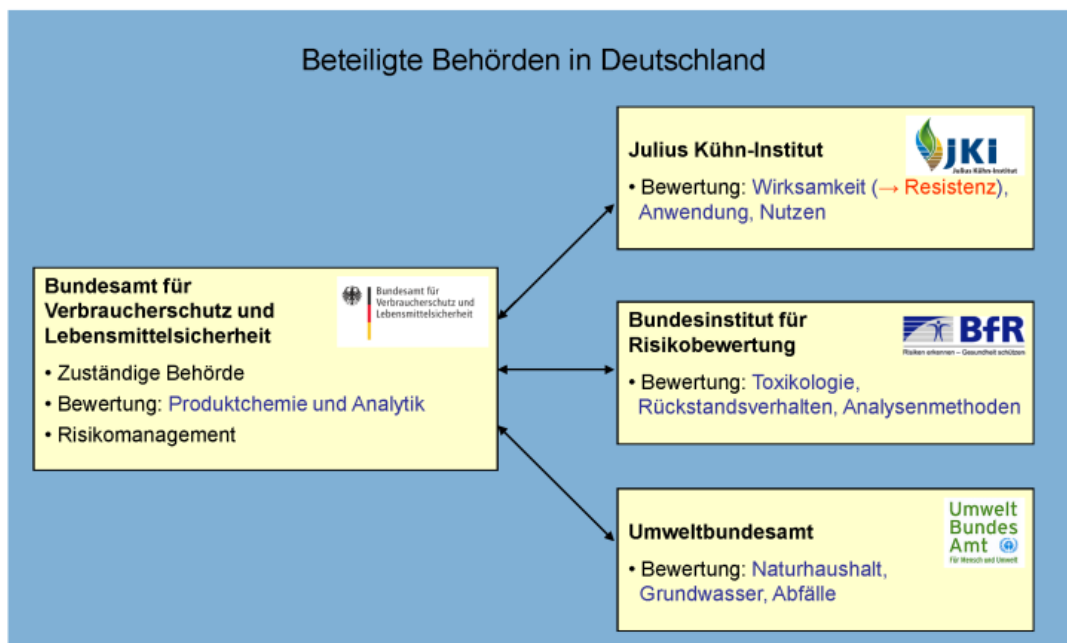 Beteiligte Behörden in Deutschland
Julius Kühn-Institut
JKI
Julius Kühn-Institut
• Bewertung: Wirksamkeit (→ Resistenz),
Anwendung, Nutzen
Bundesamt für
Verbraucherschutz und
Lebensmittelsicherheit
Bundesamt für
Verbraucherschutz und
Lebensmittelsicherheit
• Zuständige Behörde
• Bewertung: Produktchemie und Analytik
• Risikomanagement
Bundesinstitut für
Risikobewertung
BfR
Risiken erkennen – Gesundheit schützen
• Bewertung: Toxikologie,
Rückstandsverhalten, Analysenmethoden
Umweltbundesamt
Umwelt
Bundes
Amt
Für Mensch und Umwelt
• Bewertung: Naturhaushalt,
Grundwasser, Abfälle